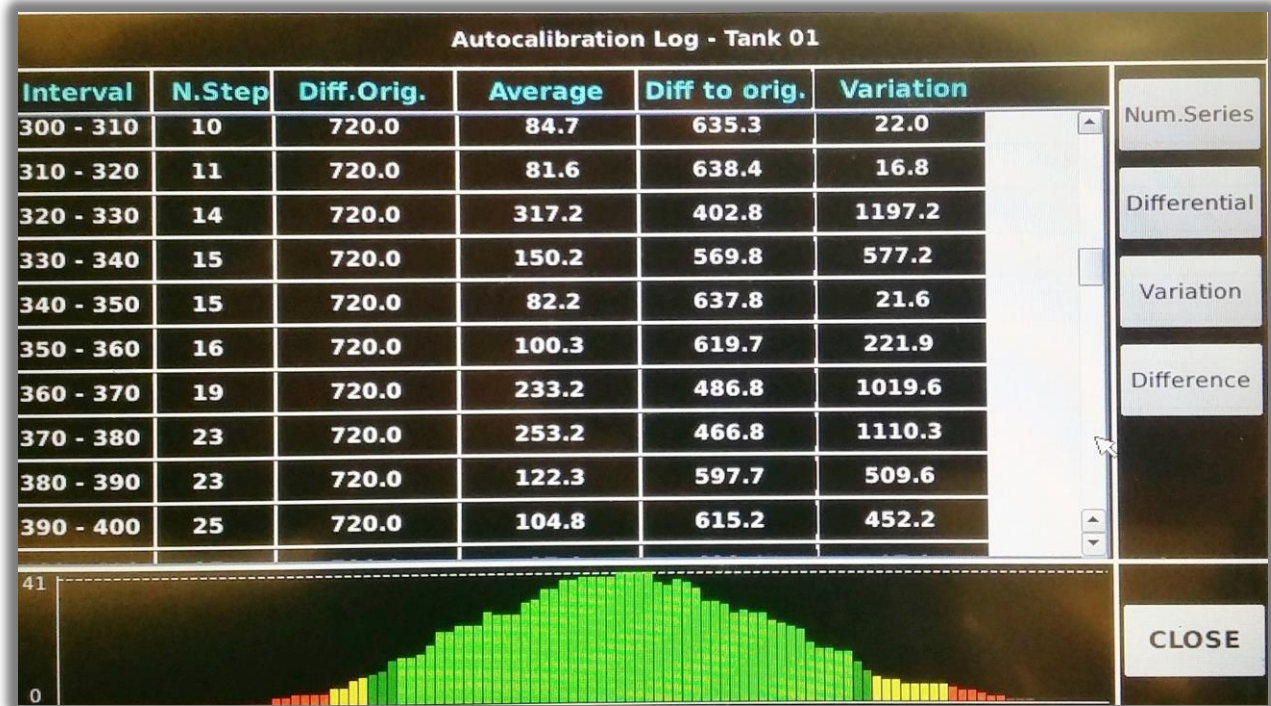 Autocalibration Log - Tank 01
Interval N.Step Diff.Orig. Average Diff to orig. Variation
300 - 310 10 720.0 84.7 635.3 22.0
310 - 320 11 720.0 81.6 638.4 16.8
320 - 330 14 720.0 317.2 402.8 1197.2
330 - 340 15 720.0 150.2 569.8 577.2
340 - 350 15 720.0 82.2 637.8 21.6
350 - 360 16 720.0 100.3 619.7 221.9
360 - 370 19 720.0 233.2 486.8 1019.6
370 - 380 23 720.0 253.2 466.8 1110.3
380 - 390 23 720.0 122.3 597.7 509.6
390 - 400 25 720.0 104.8 615.2 452.2
Num.Series
Differential
Variation
Difference
41
0
CLOSE